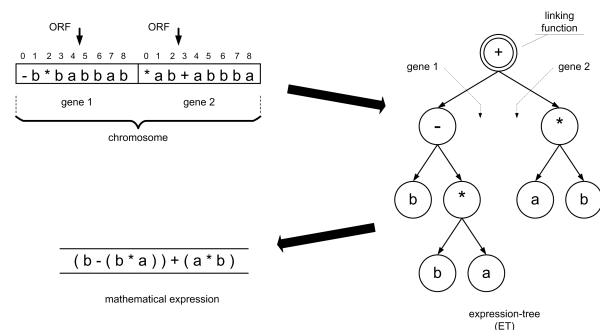 ORF ORF
0 1 2 3 4 5 6 7 8 0 1 2 3 4 5 6 7 8
- b * b a b b a b * a b + a b b b a
gene 1 gene 2
chromosome
linking
function
+
gene 1 gene 2
- *
b * a b
b a
expression-tree
(ET)
( b - ( b * a ) ) + ( a * b )
mathematical expression